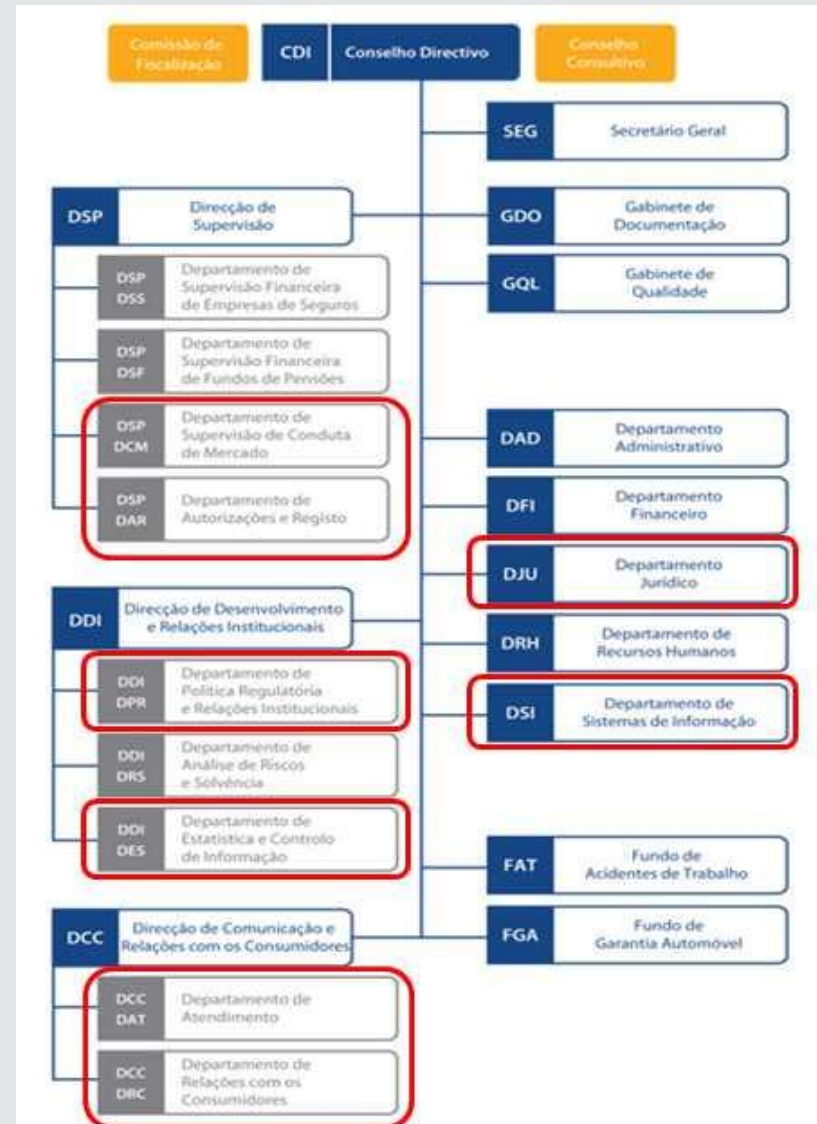 Comissão de
Fiscalização
CDI
Conselho Directivo
Conselho
Consultivo
SEG
Secretário Geral
DSP
Direcção de
Supervisão
GDO
Gabinete de
Documentação
GQL
Gabinete de
Qualidade
DSP
DSS
Departamento de
Supervisão Financeira
de Empresas de Seguros
DSP
DSF
Departamento de
Supervisão Financeira
de Fundos de Pensões
DSP
DCM
Departamento de
Supervisão de Conduta
de Mercado
DSP
DAR
Departamento de
Autorizações e Registo
DAD
Departamento
Administrativo
DFI
Departamento
Financeiro
DJU
Departamento
Jurídico
DRH
Departamento de
Recursos Humanos
DSI
Departamento de
Sistemas de Informação
DDI
Direcção de Desenvolvimento
e Relações Institucionais
DDI
DPR
Departamento de
Política Regulatória
e Relações Institucionais
DDI
DRS
Departamento de
Análise de Riscos
e Solvência
DDI
DES
Departamento de
Estatística e Controlo
de Informação
FAT
Fundo de
Acidentes de Trabalho
FGA
Fundo de
Garantia Automóvel
DCC
Direcção de Comunicação e
Relações com os Consumidores
DCC
DAT
Departamento de
Atendimento
DCC
DRC
Departamento de
Relações com os
Consumidores